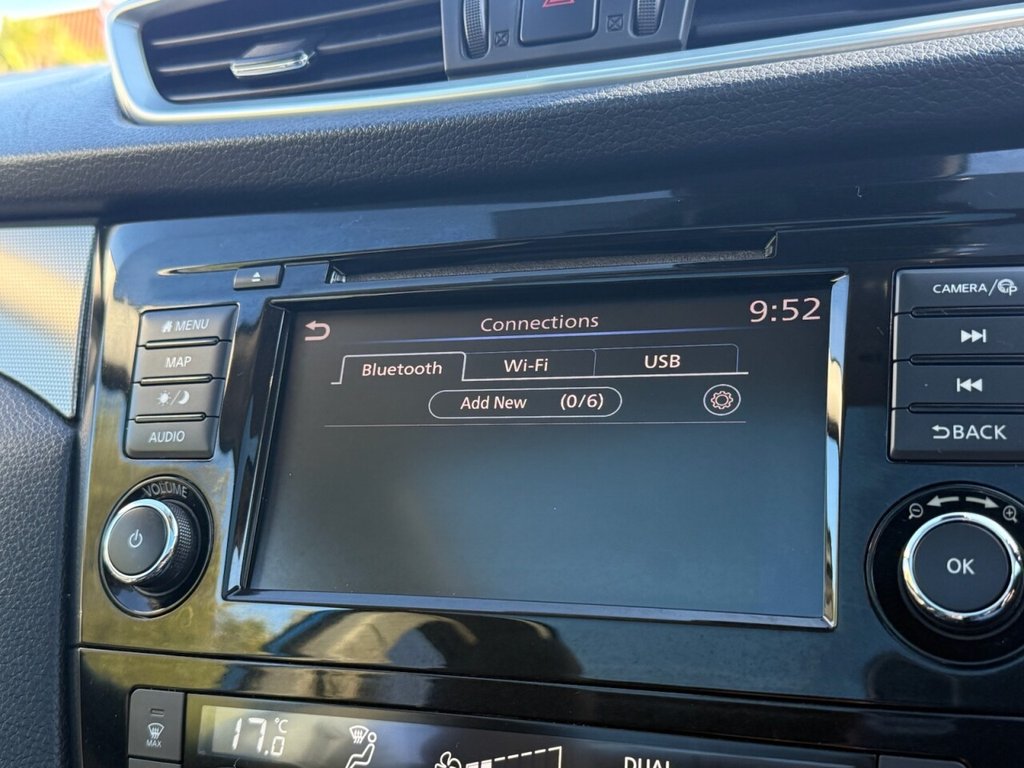 Connections
9:52
Bluetooth
Wi-Fi
USB
Add New (0/6)
MENU
MAP
AUDIO
VOLUME
CAMERA/
BACK
OK
MAX
17.0
°C
DUAL